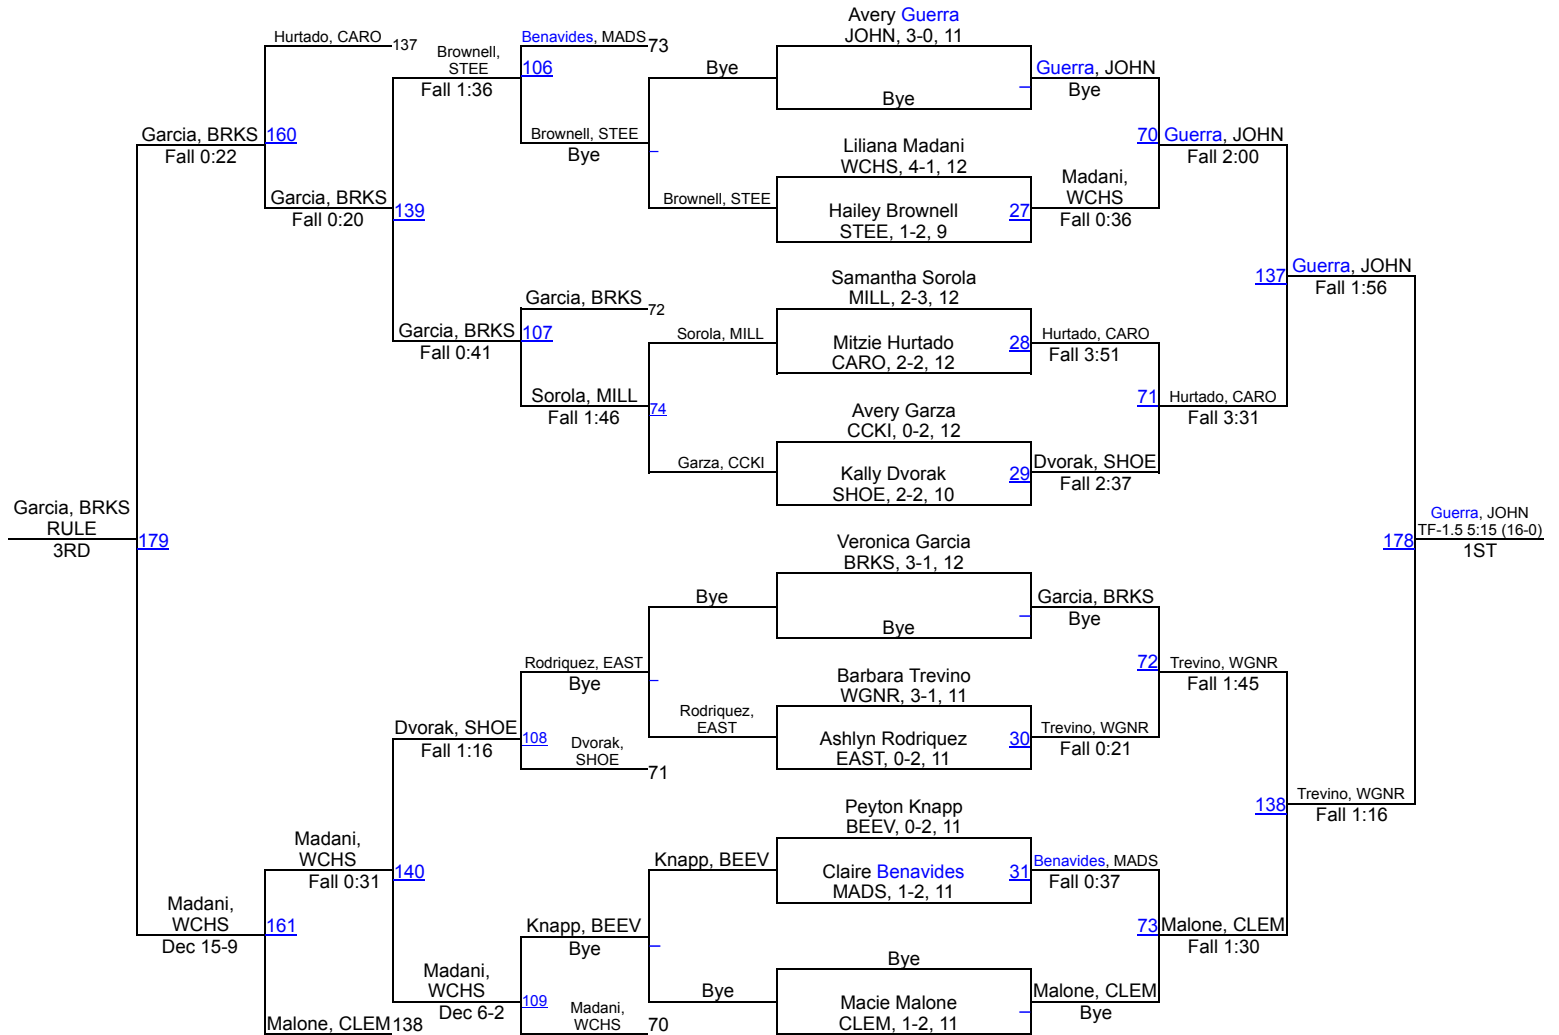 Avery Guerra
JOHN, 3-0, 11
Hurtado, CARO 137
Brownell,
STEE
Fall 1:36
Benavides, MADS 73
106
Bye
Bye
Guerra, JOHN
Bye
Garcia, BRKS
Fall 0:22
160
Brownell, STEE
Bye
Liliana Madani
WCHS, 4-1, 12
70
Guerra, JOHN
Fall 2:00
Garcia, BRKS
Fall 0:20
139
Brownell, STEE
Hailey Brownell
STEE, 1-2, 9
27
Madani,
WCHS
Fall 0:36
Samantha Sorola
MILL, 2-3, 12
137
Guerra, JOHN
Fall 1:56
Garcia, BRKS
72
Garcia, BRKS
Fall 0:41
107
Sorola, MILL
Mitzie Hurtado
CARO, 2-2, 12
28
Hurtado, CARO
Fall 3:51
Sorola, MILL
Fall 1:46
74
Avery Garza
CCKI, 0-2, 12
71
Hurtado, CARO
Fall 3:31
Garza, CCKI
Kally Dvorak
SHOE, 2-2, 10
29
Dvorak, SHOE
Fall 2:37
Garcia, BRKS
RULE
3RD
179
Veronica Garcia
BRKS, 3-1, 12
178
Guerra, JOHN
TF-1.5 5:15 (16-0)
1ST
Bye
Bye
Garcia, BRKS
Bye
Rodriquez, EAST
Bye
Barbara Trevino
WGNR, 3-1, 11
72
Trevino, WGNR
Fall 1:45
Dvorak, SHOE
Fall 1:16
108
Dvorak,
SHOE
71
Rodriquez,
EAST
Ashlyn Rodriquez
EAST, 0-2, 11
30
Trevino, WGNR
Fall 0:21
Peyton Knapp
BEEV, 0-2, 11
138
Trevino, WGNR
Fall 1:16
Madani,
WCHS
Fall 0:31
140
Knapp, BEEV
Claire Benavides
MADS, 1-2, 11
31
Benavides, MADS
Fall 0:37
Madani,
WCHS
Dec 15-9
161
Knapp, BEEV
Bye
73
Malone, CLEM
Fall 1:30
Bye
Madani,
WCHS
Dec 6-2
109
Madani,
WCHS
70
Bye
Macie Malone
CLEM, 1-2, 11
Malone, CLEM
Bye
Malone, CLEM 138